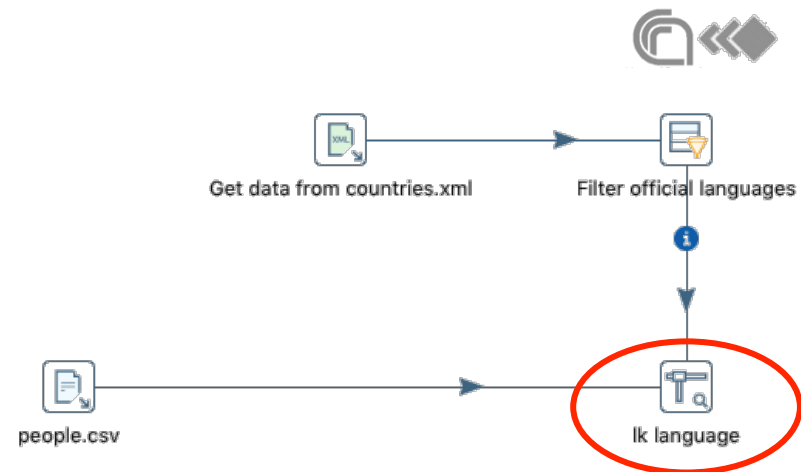 XML
Get data from countries.xml
Filter official languages
i
people.csv
lk language